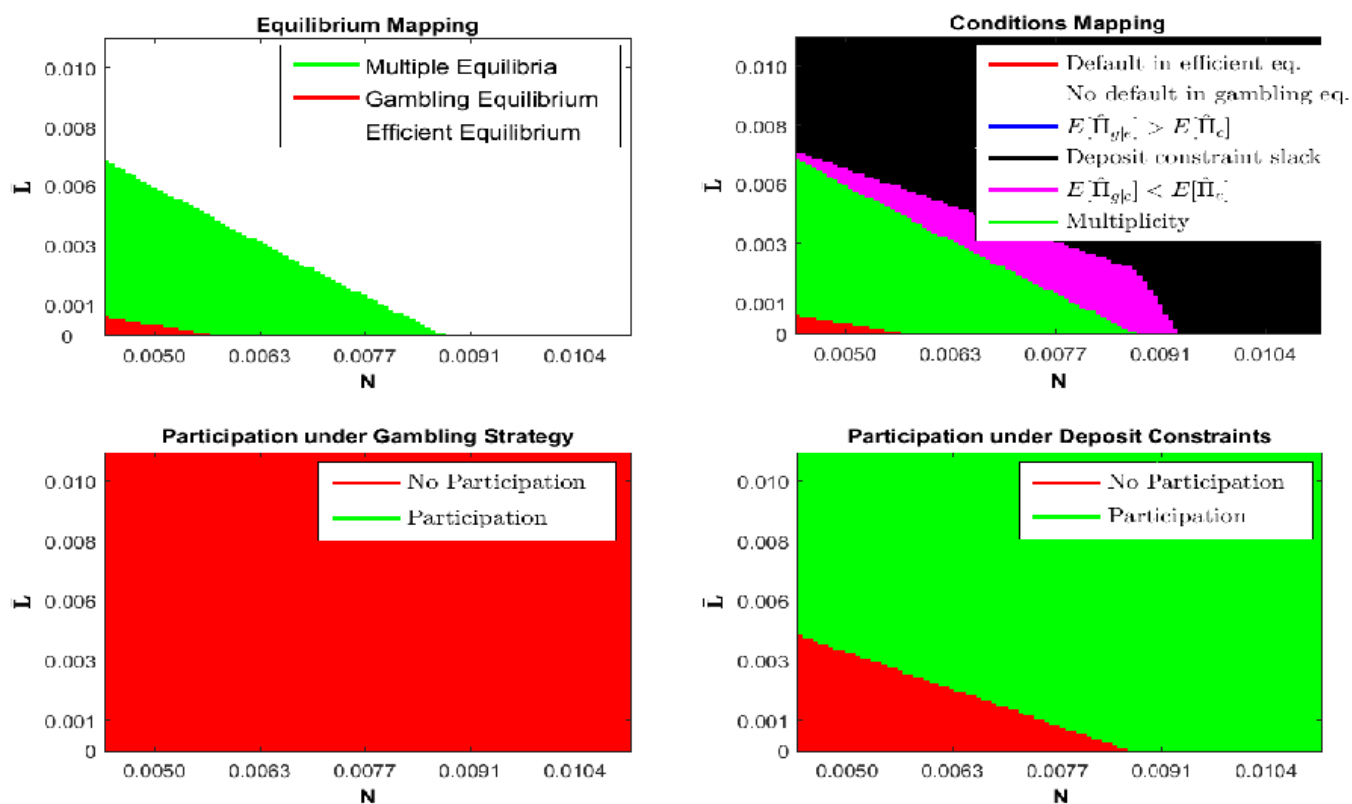 Equilibrium Mapping
Multiple Equilibria
Gambling Equilibrium
Efficient Equilibrium
0.010
0.008
0.006
0.003
0.001
0
L̄
0.0050 0.0063 0.0077 0.0091 0.0104
N
Conditions Mapping
Default in efficient eq.
No default in gambling eq.
E[Π̂g|e] > E[Π̂e]
Deposit constraint slack
E[Π̂g|e] < E[Π̂e]
Multiplicity
0.010
0.008
0.006
0.003
0.001
0
L̄
0.0050 0.0063 0.0077 0.0091 0.0104
N
Participation under Gambling Strategy
No Participation
Participation
0.010
0.008
0.006
0.003
0.001
0
L̄
0.0050 0.0063 0.0077 0.0091 0.0104
N
Participation under Deposit Constraints
No Participation
Participation
0.010
0.008
0.006
0.003
0.001
0
L̄
0.0050 0.0063 0.0077 0.0091 0.0104
N